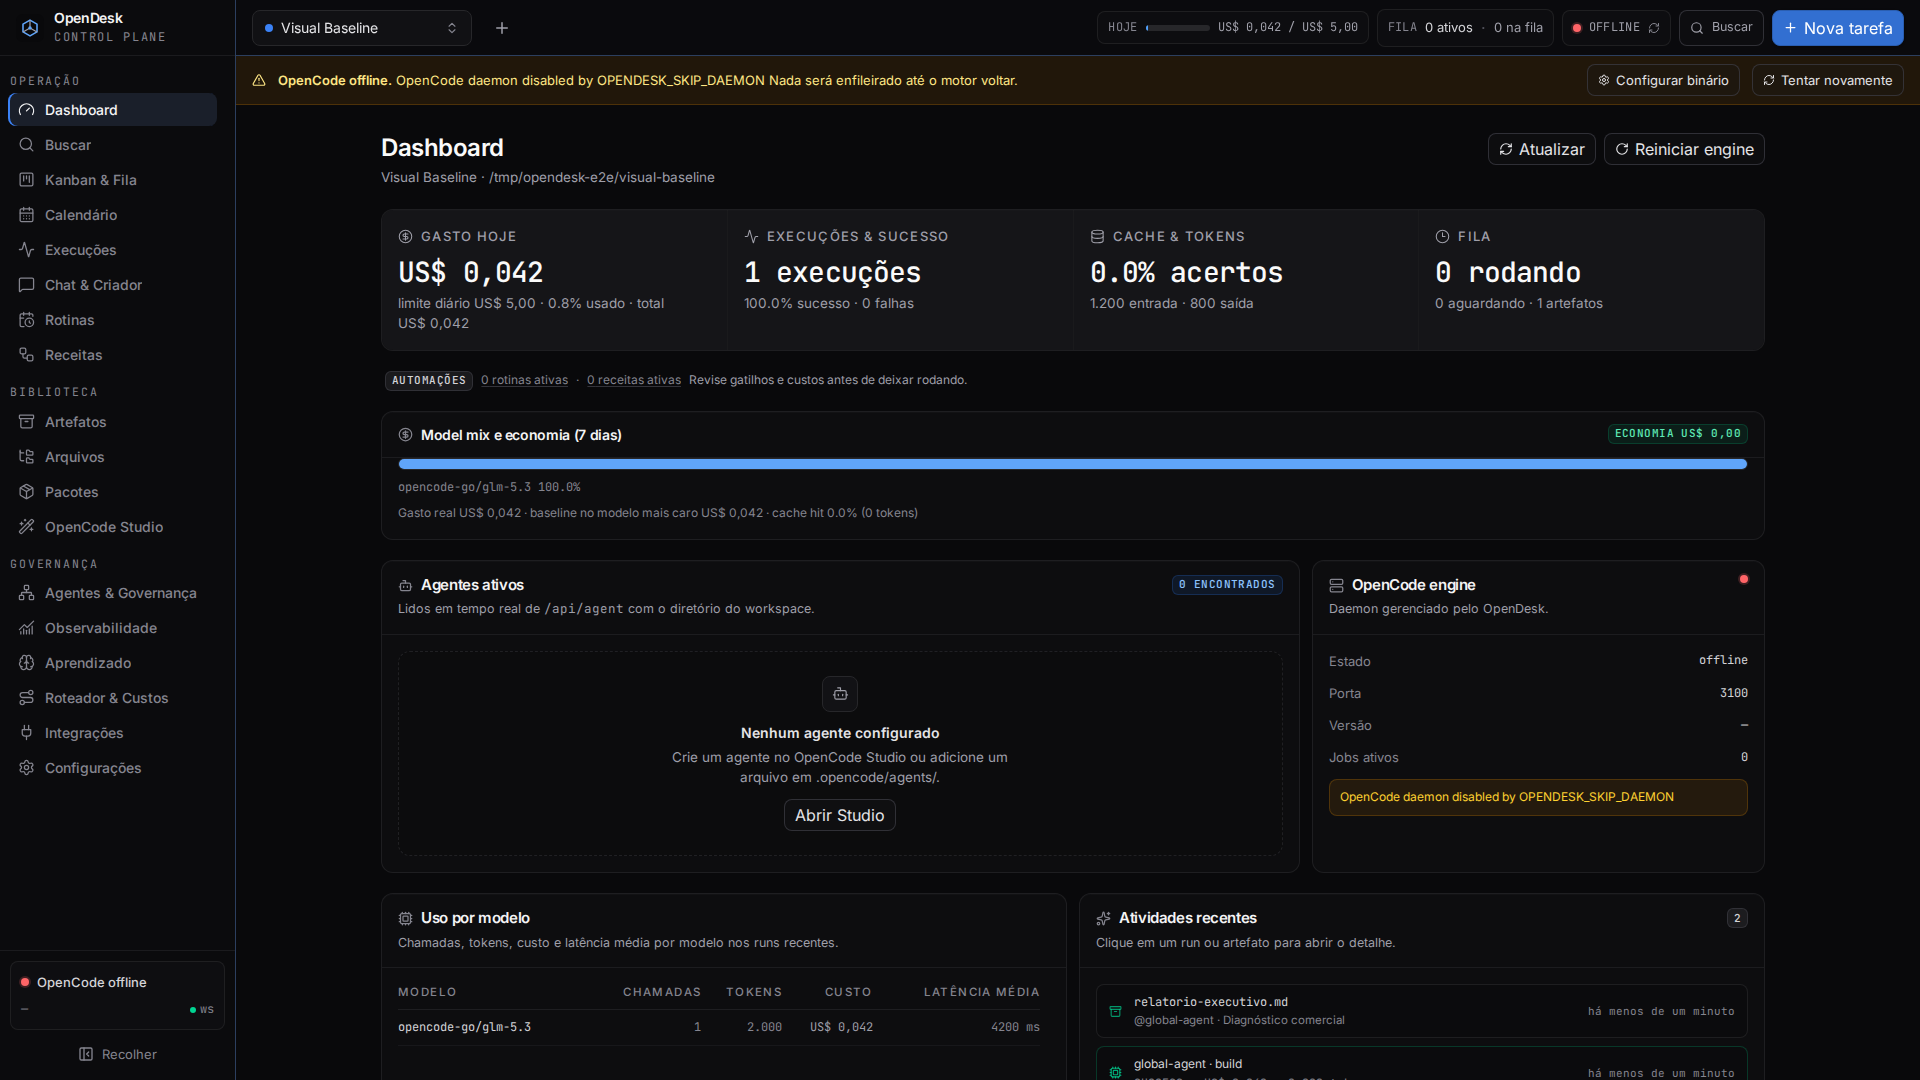 OpenDesk
CONTROL PLANE
OPERAÇÃO
Dashboard
Buscar
Kanban & Fila
Calendário
Execuções
Chat & Criador
Rotinas
Receitas
BIBLIOTECA
Artefatos
Arquivos
Pacotes
OpenCode Studio
GOVERNANÇA
Agentes & Governança
Observabilidade
Aprendizado
Roteador & Custos
Integrações
Configurações
OpenCode offline
—
WS
Recolher
Visual Baseline
HOJE US$ 0,042 / US$ 5,00
FILA 0 ativos · 0 na fila
OFFLINE
Buscar
Nova tarefa
OpenCode offline. OpenCode daemon disabled by OPENDESK_SKIP_DAEMON Nada será enfileirado até o motor voltar.
Configurar binário
Tentar novamente
Dashboard
Visual Baseline · /tmp/opendesk-e2e/visual-baseline
Atualizar
Reiniciar engine
GASTO HOJE
US$ 0,042
limite diário US$ 5,00 · 0.8% usado · total
US$ 0,042
EXECUÇÕES & SUCESSO
1 execuções
100.0% sucesso · 0 falhas
CACHE & TOKENS
0.0% acertos
1.200 entrada · 800 saída
FILA
0 rodando
0 aguardando · 1 artefatos
AUTOMAÇÕES 0 rotinas ativas · 0 receitas ativas Revise gatilhos e custos antes de deixar rodando.
Model mix e economia (7 dias)
ECONOMIA US$ 0,00
opencode-go/glm-5.3 100.0%
Gasto real US$ 0,042 · baseline no modelo mais caro US$ 0,042 · cache hit 0.0% (0 tokens)
Agentes ativos
0 ENCONTRADOS
Lidos em tempo real de /api/agent com o diretório do workspace.
Nenhum agente configurado
Crie um agente no OpenCode Studio ou adicione um
arquivo em .opencode/agents/.
Abrir Studio
OpenCode engine
Daemon gerenciado pelo OpenDesk.
Estado offline
Porta 3100
Versão —
Jobs ativos 0
OpenCode daemon disabled by OPENDESK_SKIP_DAEMON
Uso por modelo
Chamadas, tokens, custo e latência média por modelo nos runs recentes.
MODELO CHAMADAS TOKENS CUSTO LATÊNCIA MÉDIA
opencode-go/glm-5.3 1 2.000 US$ 0,042 4200 ms
Atividades recentes
2
Clique em um run ou artefato para abrir o detalhe.
relatorio-executivo.md
@global-agent · Diagnóstico comercial
há menos de um minuto
global-agent · build
há menos de um minuto